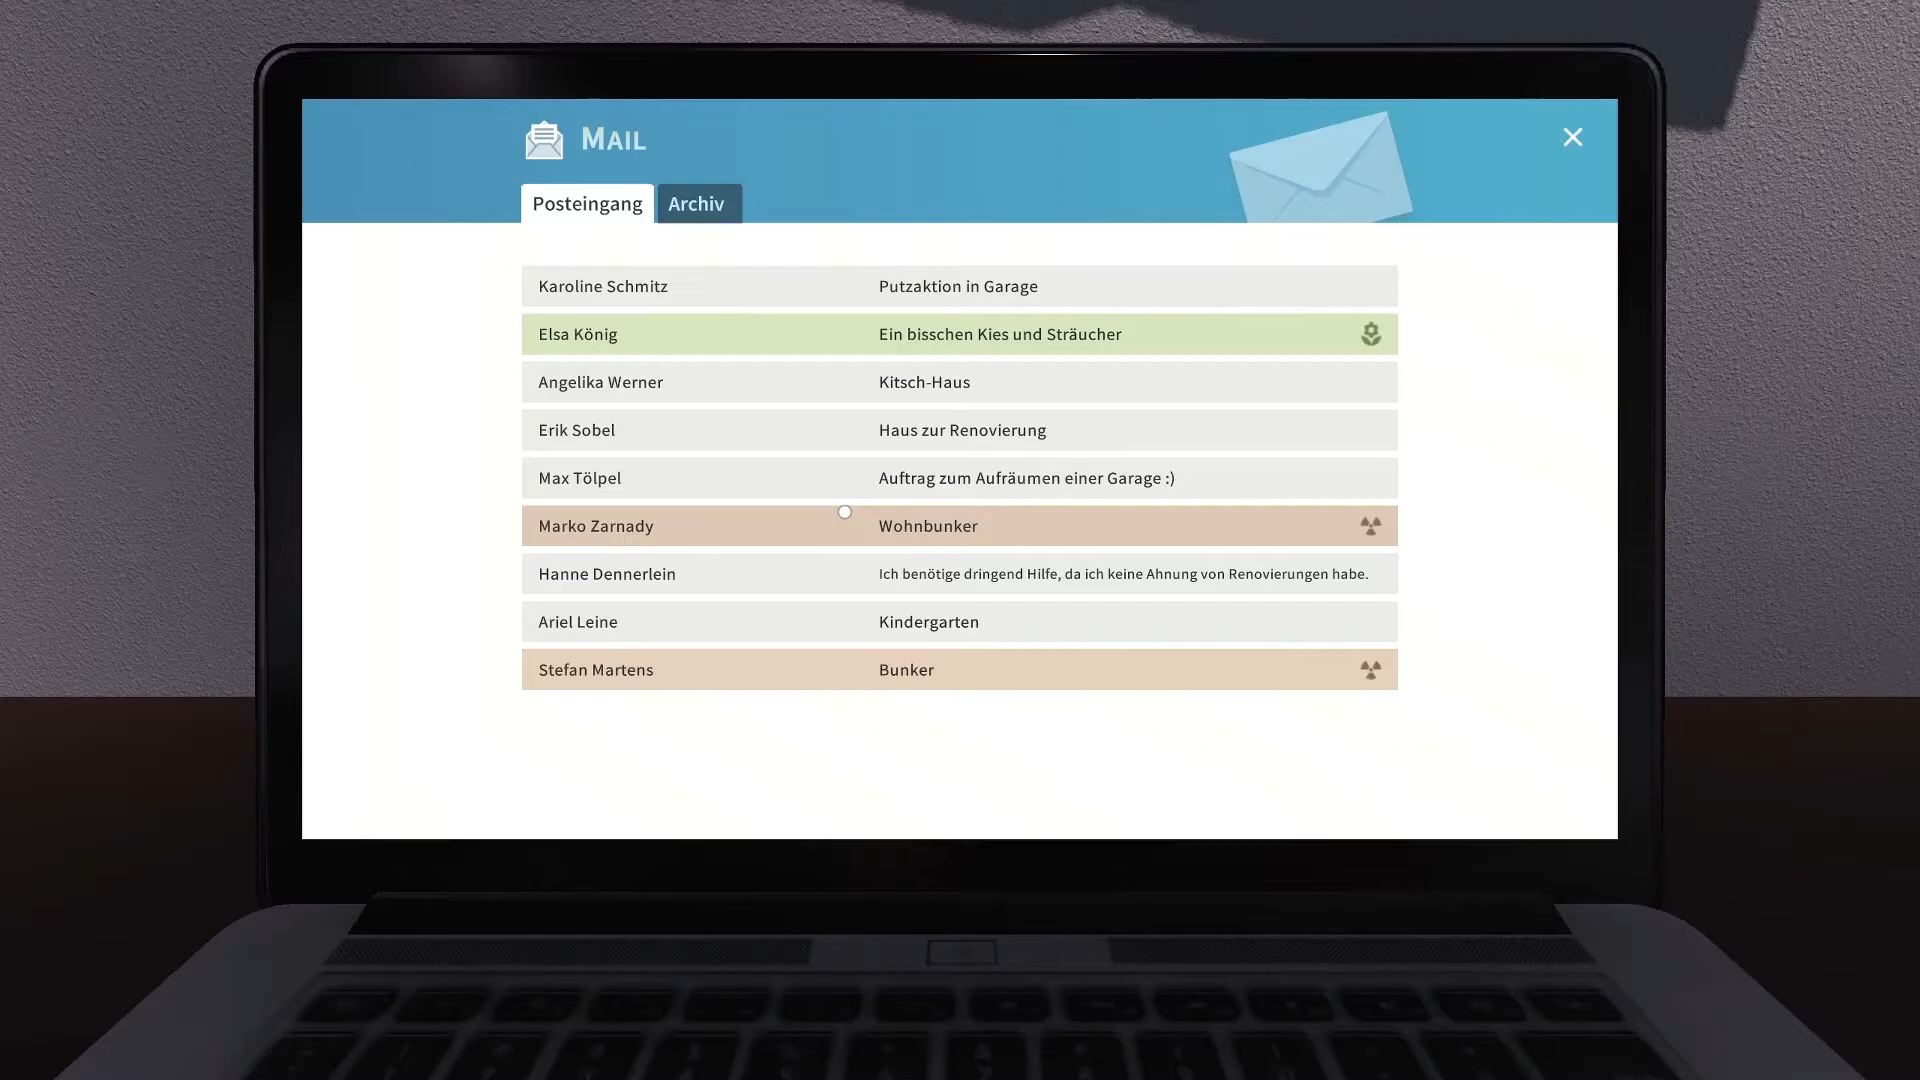 MAIL
Posteingang Archiv
Karoline Schmitz Putzaktion in Garage
Elsa König Ein bisschen Kies und Sträucher
Angelika Werner Kitsch-Haus
Erik Sobel Haus zur Renovierung
Max Tölpel Auftrag zum Aufräumen einer Garage :)
Marko Zarnady Wohnbunker
Hanne Dennerlein Ich benötige dringend Hilfe, da ich keine Ahnung von Renovierungen habe.
Ariel Leine Kindergarten
Stefan Martens Bunker